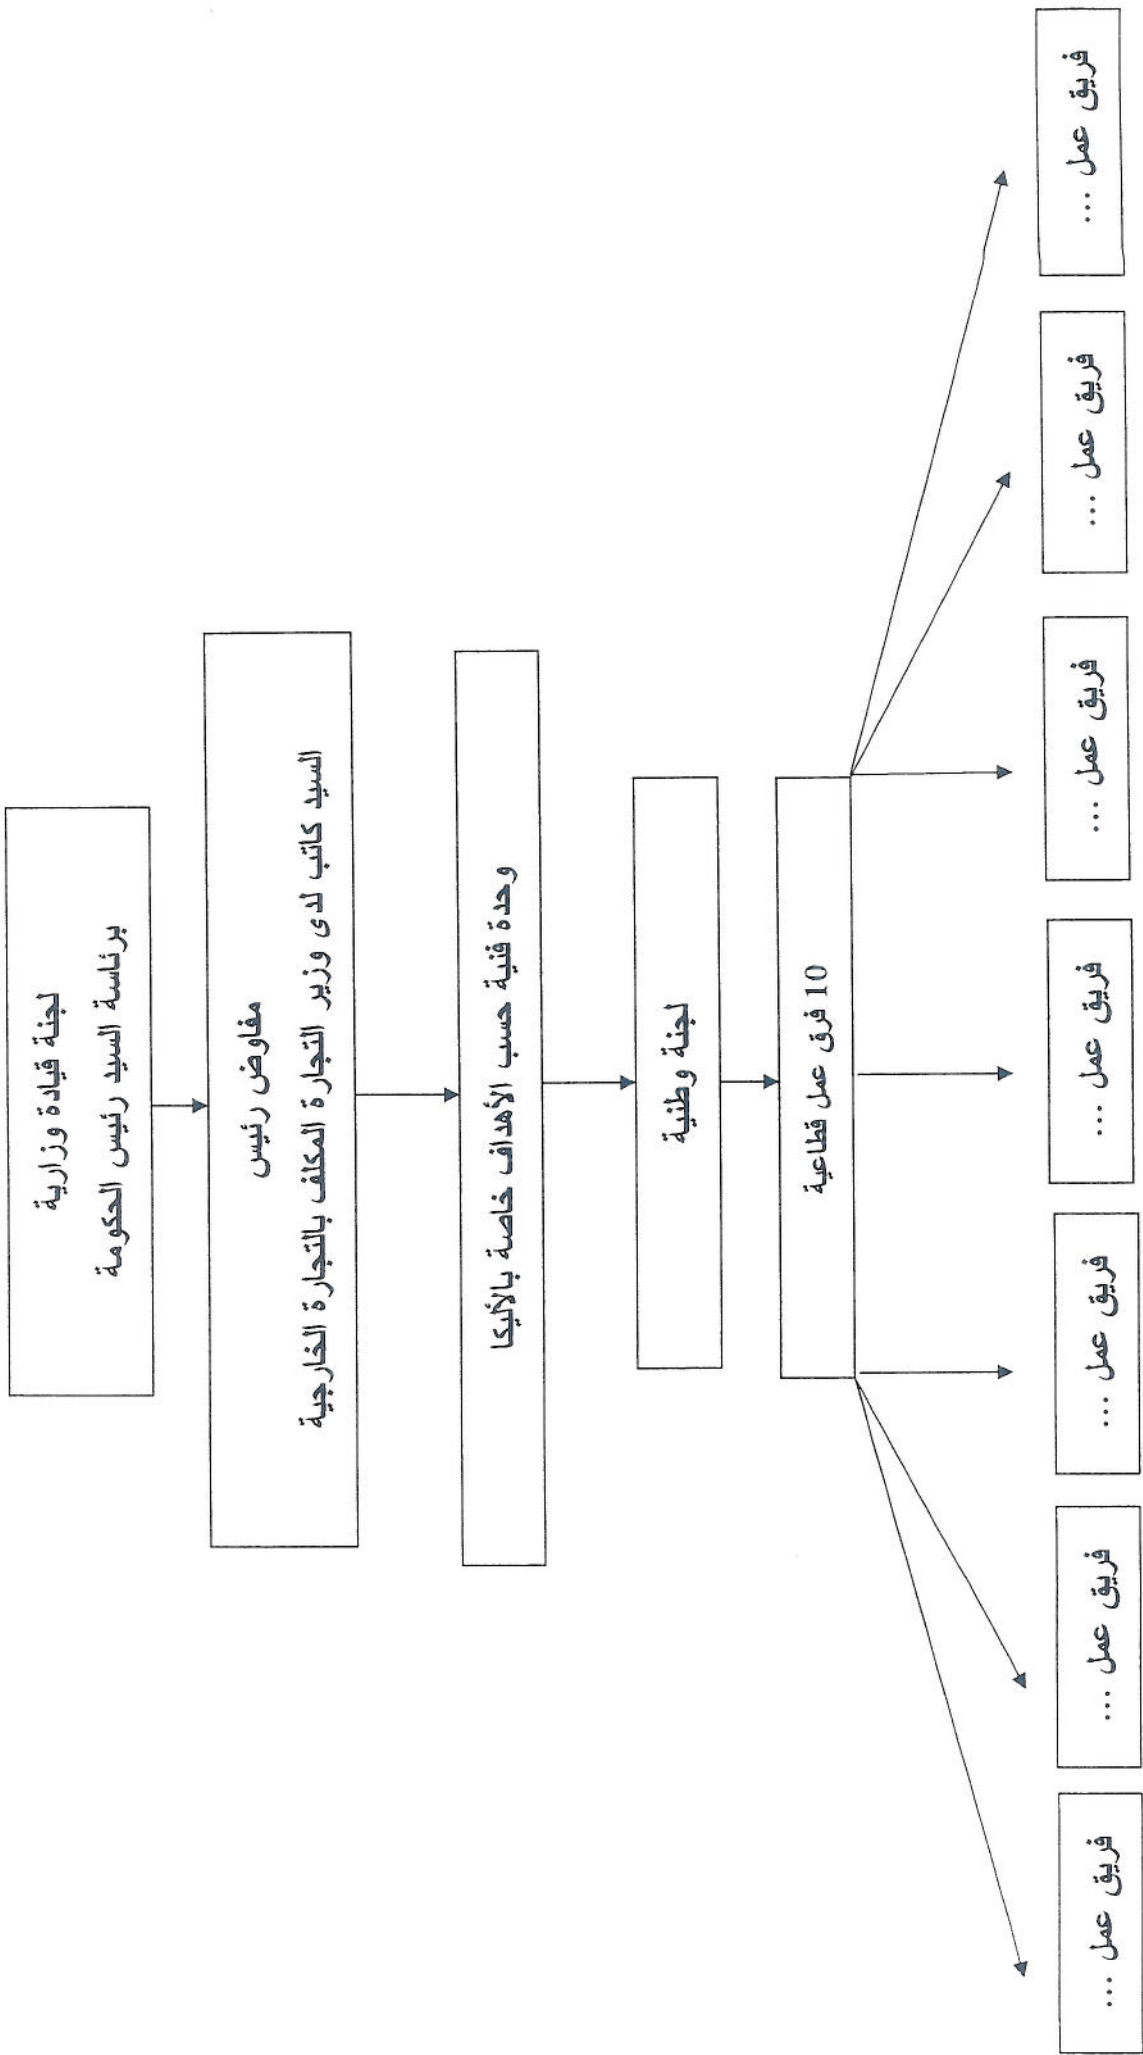 لجنة قيادة وزارية
برئاسة السيد رئيس الحكومة
مفاوض رئيس
السيد كاتب لدى وزير التجارة المكلف بالتجارة الخارجية
وحدة فنية حسب الأهداف خاصة بالأليكا
لجنة وطنية
10 فرق عمل قطاعية
فريق عمل ...
فريق عمل ...
فريق عمل ...
فريق عمل ...
فريق عمل ...
فريق عمل ...
فريق عمل ...